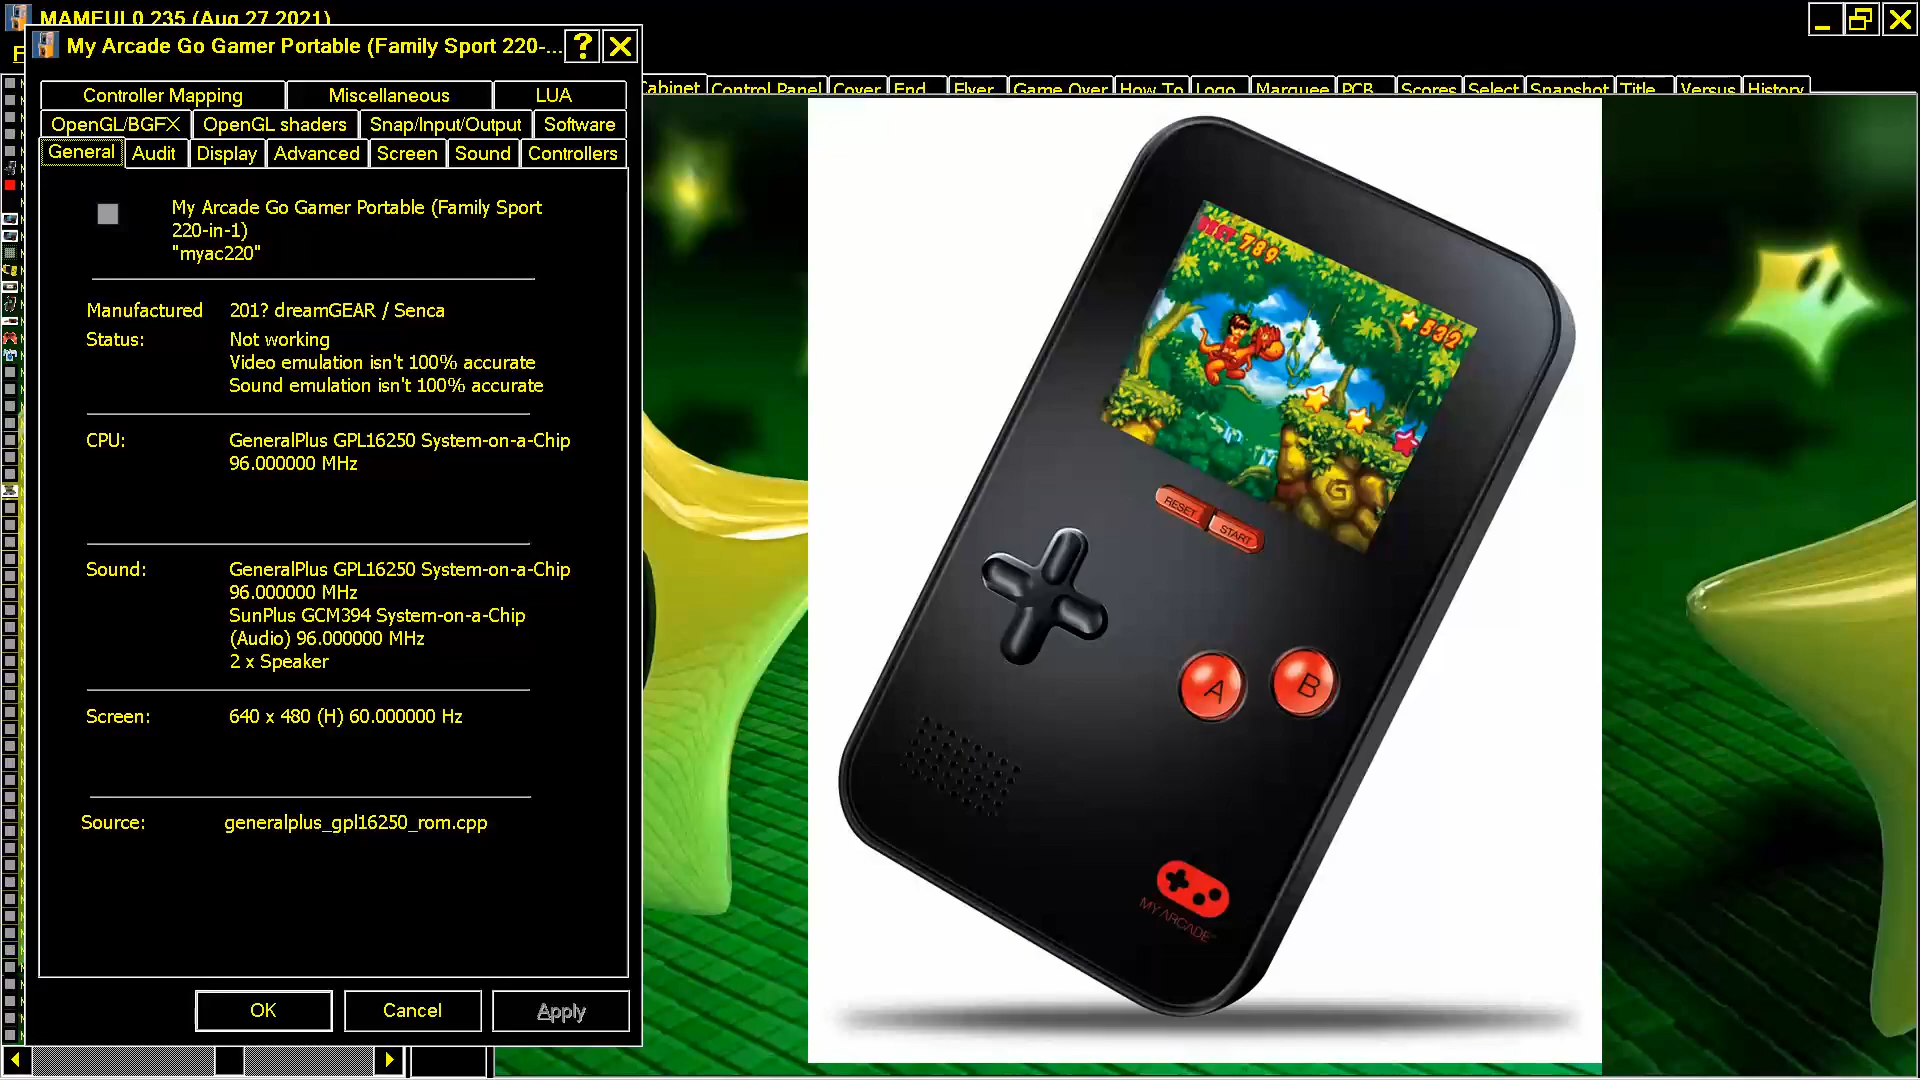 MAMEUI 0.235 (Aug 27 2021)
My Arcade Go Gamer Portable (Family Sport 220-...
Controller Mapping Miscellaneous LUA
OpenGL/BGFX OpenGL shaders Snap/Input/Output Software
General Audit Display Advanced Screen Sound Controllers
My Arcade Go Gamer Portable (Family Sport
220-in-1)
"myac220"
Manufactured 201? dreamGEAR / Senca
Status: Not working
Video emulation isn't 100% accurate
Sound emulation isn't 100% accurate
CPU: GeneralPlus GPL16250 System-on-a-Chip
96.000000 MHz
Sound: GeneralPlus GPL16250 System-on-a-Chip
96.000000 MHz
SunPlus GCM394 System-on-a-Chip
(Audio) 96.000000 MHz
2 x Speaker
Screen: 640 x 480 (H) 60.000000 Hz
Source: generalplus_gpl16250_rom.cpp
OK Cancel Apply
Cabinet Control Panel Cover End Flyer Game Over How To Logo Marquee PCB Scores Select Snapshot Title Versus History
789
532
RESET START
A B
MY ARCADE